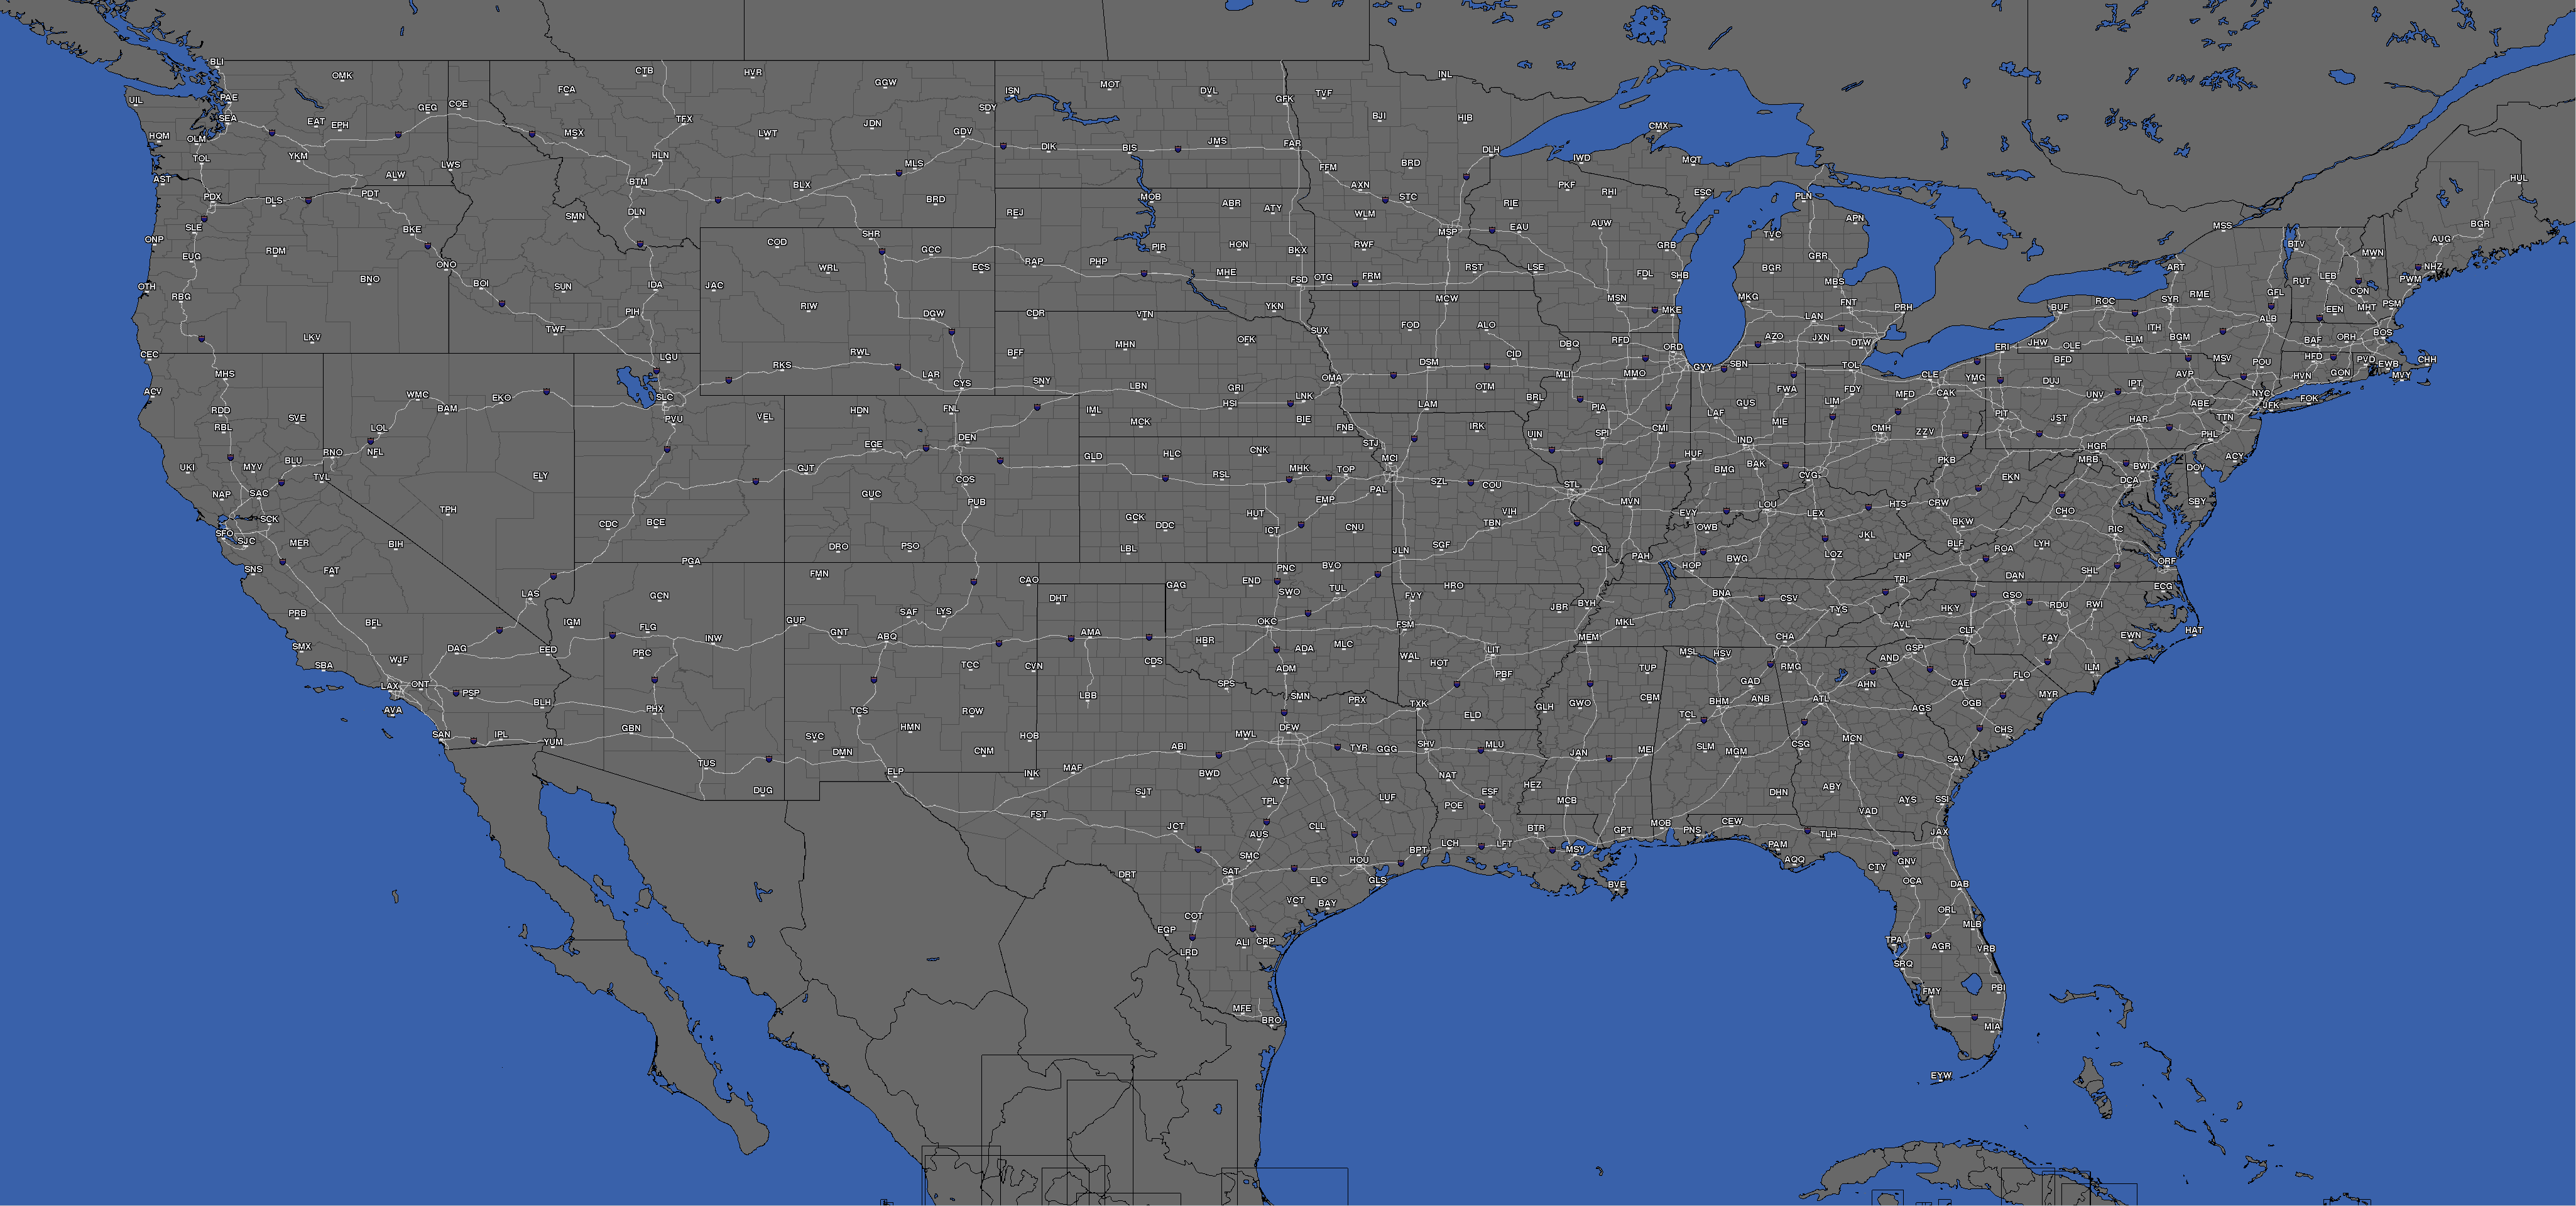 BLI
OMK
CTB
HVR
GGW
FCA
ISN
MOT
DVL
GFK
TVF
INL
UIL
PAE
SEA
GEG
COE
SDY
EAT
EPH
MSX
TFX
LWT
JDN
GDV
BJI
HIB
CMX
HQM
OLM
TOL
YKM
LWS
HLN
MLS
DIK
BIS
JMS
FAR
FFM
BRD
DLH
IWD
MQT
AST
ALW
BTM
BLX
BRD
MOB
ABR
ATY
AXN
STC
PKF
RHI
ESC
PLN
HUL
PDX
DLS
PDT
DLN
SMN
REJ
WLM
RIE
AUW
APN
MSS
BGR
SLE
BKE
SHR
COD
GCC
PIR
HON
BKX
RWF
MSP
EAU
GRB
TVC
BTV
MWN
AUG
ONP
EUG
RDM
ONO
WRL
ECS
RAP
PHP
MHE
FSD
OTG
FRM
RST
LSE
FDL
SHB
BGR
GRR
MBS
ART
RUT
LEB
PWM
NHZ
OTH
RBG
BNO
BOI
SUN
IDA
JAC
RIW
DGW
CDR
VTN
YKN
MCW
MSN
MKE
MKG
FNT
PRH
BUF
ROC
SYR
RME
GFL
CON
EEN
MHT
PSM
LKV
TWF
PIH
SUX
FOD
ALO
LAN
ALB
CEC
MHS
LGU
RKS
RWL
LAR
CYS
BFF
MHN
OFK
DSM
CID
DBQ
RFD
ORD
AZO
JXN
DTW
ERI
JHW
OLE
ELM
ITH
BGM
BAF
ORH
BOS
ACV
WMC
BAM
EKO
SLC
PVU
SNY
LBN
GRI
HSI
LNK
OMA
OTM
MLI
MMO
GYY
SBN
TOL
CLE
YMG
BFD
DUJ
MSV
POU
HFD
PVD
EWB
CHH
HVN
GON
MVY
RDD
RBL
SVE
LOL
VEL
HDN
FNL
IML
MCK
BIE
FNB
LAM
IRK
BRL
PIA
FWA
GUS
LIM
FDY
MFD
CAK
PIT
UNV
IPT
AVP
ABE
NYC
JFK
FOK
UKI
MYV
BLU
RNO
NFL
TVL
ELY
GJT
EGE
DEN
GLD
HLC
CNK
RSL
MHK
TOP
STJ
MCI
UIN
SPI
CMI
LAF
IND
MIE
CMH
ZZV
JST
HAR
TTN
PHL
NAP
SAC
SCK
TPH
GUC
COS
PUB
EMP
PAL
SZL
COU
STL
HUF
BMG
BAK
CVG
PKB
EKN
HGR
MRB
BWI
DCA
DOV
ACY
SFO
SJC
MER
BIH
CDC
BCE
DRO
PSO
GCK
DDC
LBL
HUT
ICT
CNU
VIH
TBN
SGF
JLN
CGI
MVN
EVV
OWB
LOU
LEX
HTS
CRW
BKW
CHO
SBY
SNS
FAT
PGA
FMN
CAO
GAG
END
PNC
BVO
PAH
HOP
BWG
LOZ
JKL
LNP
BLF
ROA
LYH
RIC
ORF
PRB
BFL
LAS
GCN
SAF
LYS
DHT
SWO
TUL
FVY
HRO
JBR
BYH
BNA
CSV
TYS
TRI
HKY
GSO
DAN
SHL
RDU
RWI
ECG
SMX
SBA
WJF
DAG
EED
IGM
FLG
PRC
INW
GUP
GNT
ABQ
TCC
CVN
AMA
CDS
HBR
OKC
ADA
MLC
FSM
WAL
HOT
LIT
PBF
MEM
MKL
MSL
HSV
CHA
AVL
CLT
FAY
EWN
HAT
LAX
ONT
PSP
BLH
AVA
PHX
GBN
TCS
ROW
LBB
SPS
ADM
SMN
PRX
TXK
ELD
GLH
GWO
TUP
CBM
GAD
RMG
AHN
AND
GSP
CAE
FLO
ILM
SAN
IPL
YUM
TUS
SVC
DMN
HMN
CNM
HOB
ABI
MWL
DFW
TYR
GGG
SHV
MLU
JAN
MEI
TCL
BHM
ANB
ATL
AGS
OGB
MYR
CHS
DUG
ELP
INK
MAF
BWD
ACT
NAT
ESF
HEZ
SLM
MGM
CSG
MCN
SAV
FST
SJT
JCT
TPL
AUS
CLL
LUF
POE
MCB
DHN
ABY
VAD
AYS
SSI
DRT
SMC
SAT
ELC
HOU
BPT
LCH
LFT
BTR
MSY
GPT
MOB
PNS
CEW
PAM
TLH
JAX
COT
VCT
BAY
GLS
BVE
AQQ
CTY
GNV
OCA
DAB
EGP
LRD
ALI
CRP
ORL
MLB
TPA
AGR
VRB
SRQ
MFE
BRO
FMY
PBI
MIA
EYW